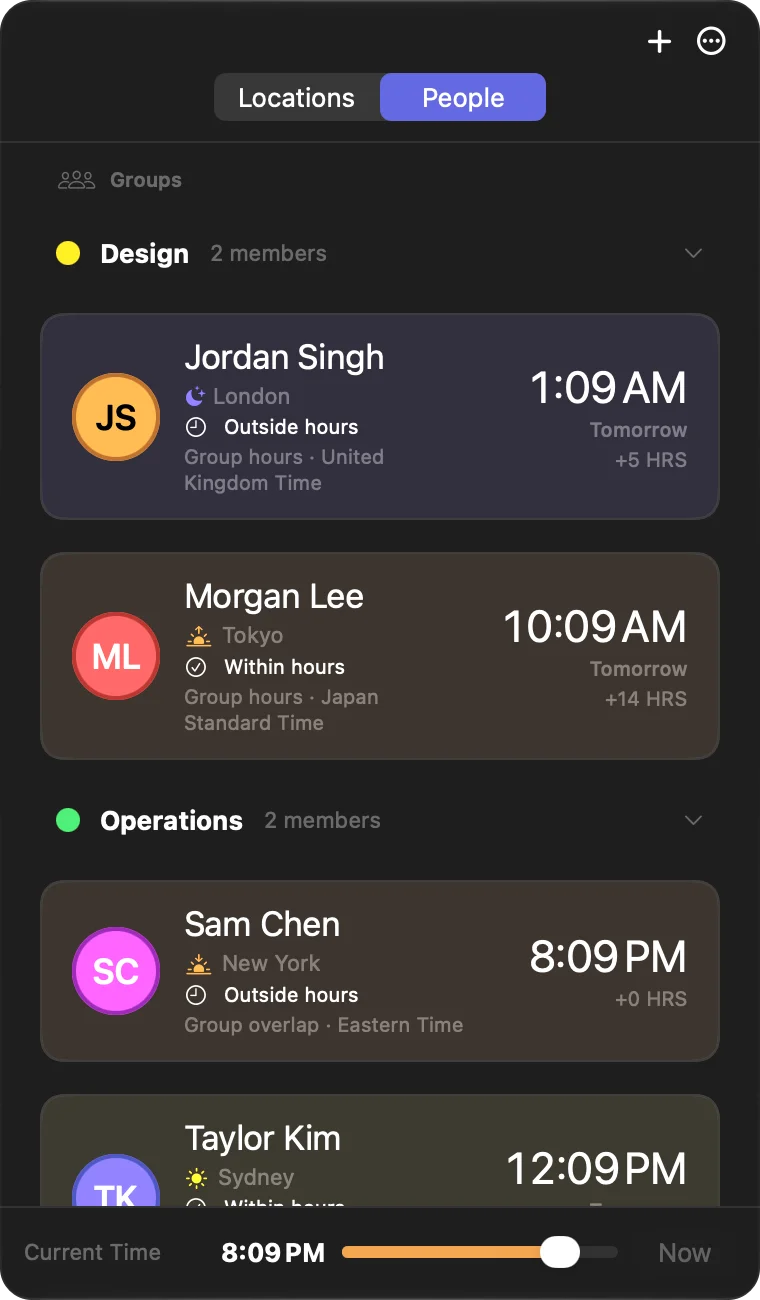 Locations People
Groups
Design 2 members
JS
Jordan Singh
London
Outside hours
Group hours · United
Kingdom Time
1:09 AM
Tomorrow
+5 HRS
ML
Morgan Lee
Tokyo
Within hours
Group hours · Japan
Standard Time
10:09 AM
Tomorrow
+14 HRS
Operations 2 members
SC
Sam Chen
New York
Outside hours
Group overlap · Eastern Time
8:09 PM
+0 HRS
TK
Taylor Kim
Sydney
Within hours
12:09 PM
Current Time 8:09 PM Now